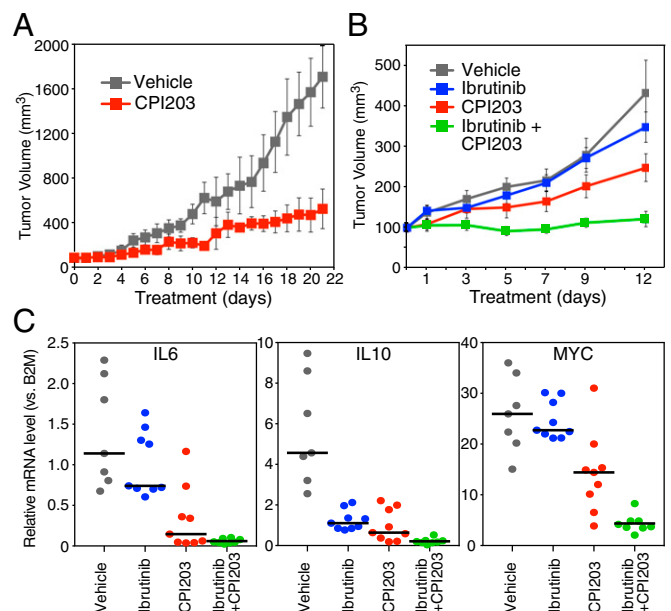 A
Tumor Volume (mm³)
2000
1600
1200
800
400
0
Vehicle
CPI203
0 2 4 6 8 10 12 14 16 18 20 22
Treatment (days)
B
Tumor Volume (mm³)
500
400
300
200
100
0
Vehicle
Ibrutinib
CPI203
Ibrutinib +
CPI203
1 3 5 7 9 12
Treatment (days)
C
Relative mRNA level (vs. B2M)
IL6
2.5
2.0
1.5
1.0
0.5
0.0
Vehicle
Ibrutinib
CPI203
Ibrutinib
+CPI203
IL10
10
8
6
4
2
0
Vehicle
Ibrutinib
CPI203
Ibrutinib
+CPI203
MYC
40
30
20
10
0
Vehicle
Ibrutinib
CPI203
Ibrutinib
+CPI203